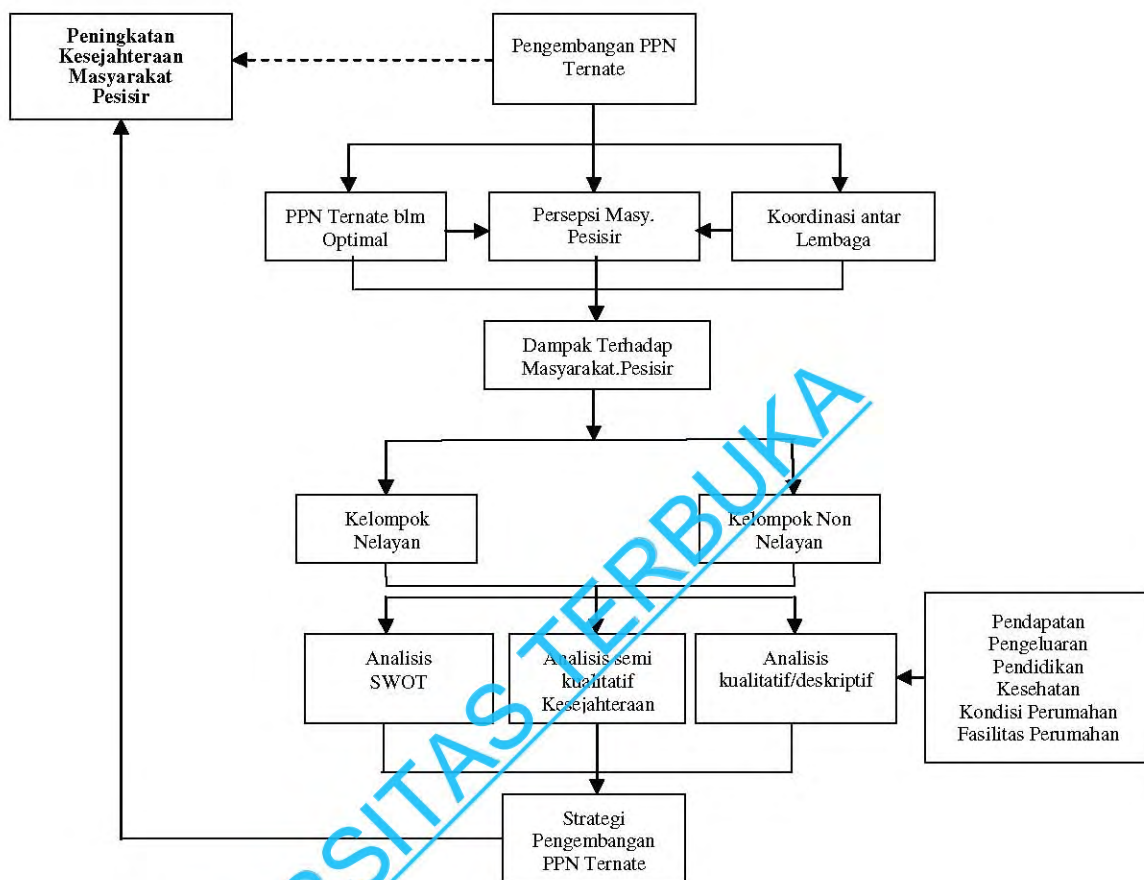 Peningkatan
Kesejahteraan
Masyarakat
Pesisir
Pengembangan PPN
Ternate
PPN Ternate blm
Optimal
Persepsi Masy.
Pesisir
Koordinasi antar
Lembaga
Dampak Terhadap
Masyarakat.Pesisir
Kelompok
Nelayan
Kelompok Non
Nelayan
Analisis
SWOT
Analisis semi
kualitatif
Kesejahteraan
Analisis
kualitatif/deskriptif
Pendapatan
Pengeluaran
Pendidikan
Kesehatan
Kondisi Perumahan
Fasilitas Perumahan
Strategi
Pengembangan
PPN Ternate
SITAS TERBUKA